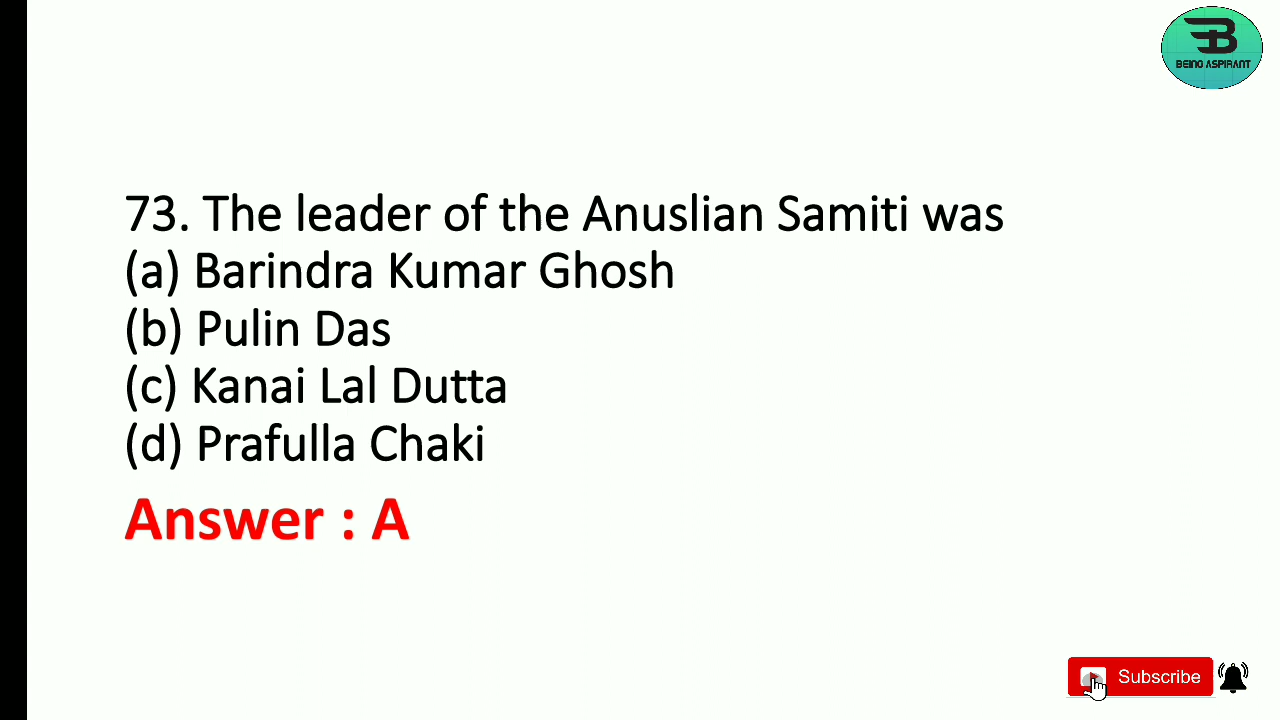 BEING ASPIRANT
73. The leader of the Anuslian Samiti was
(a) Barindra Kumar Ghosh
(b) Pulin Das
(c) Kanai Lal Dutta
(d) Prafulla Chaki
Answer : A
Subscribe